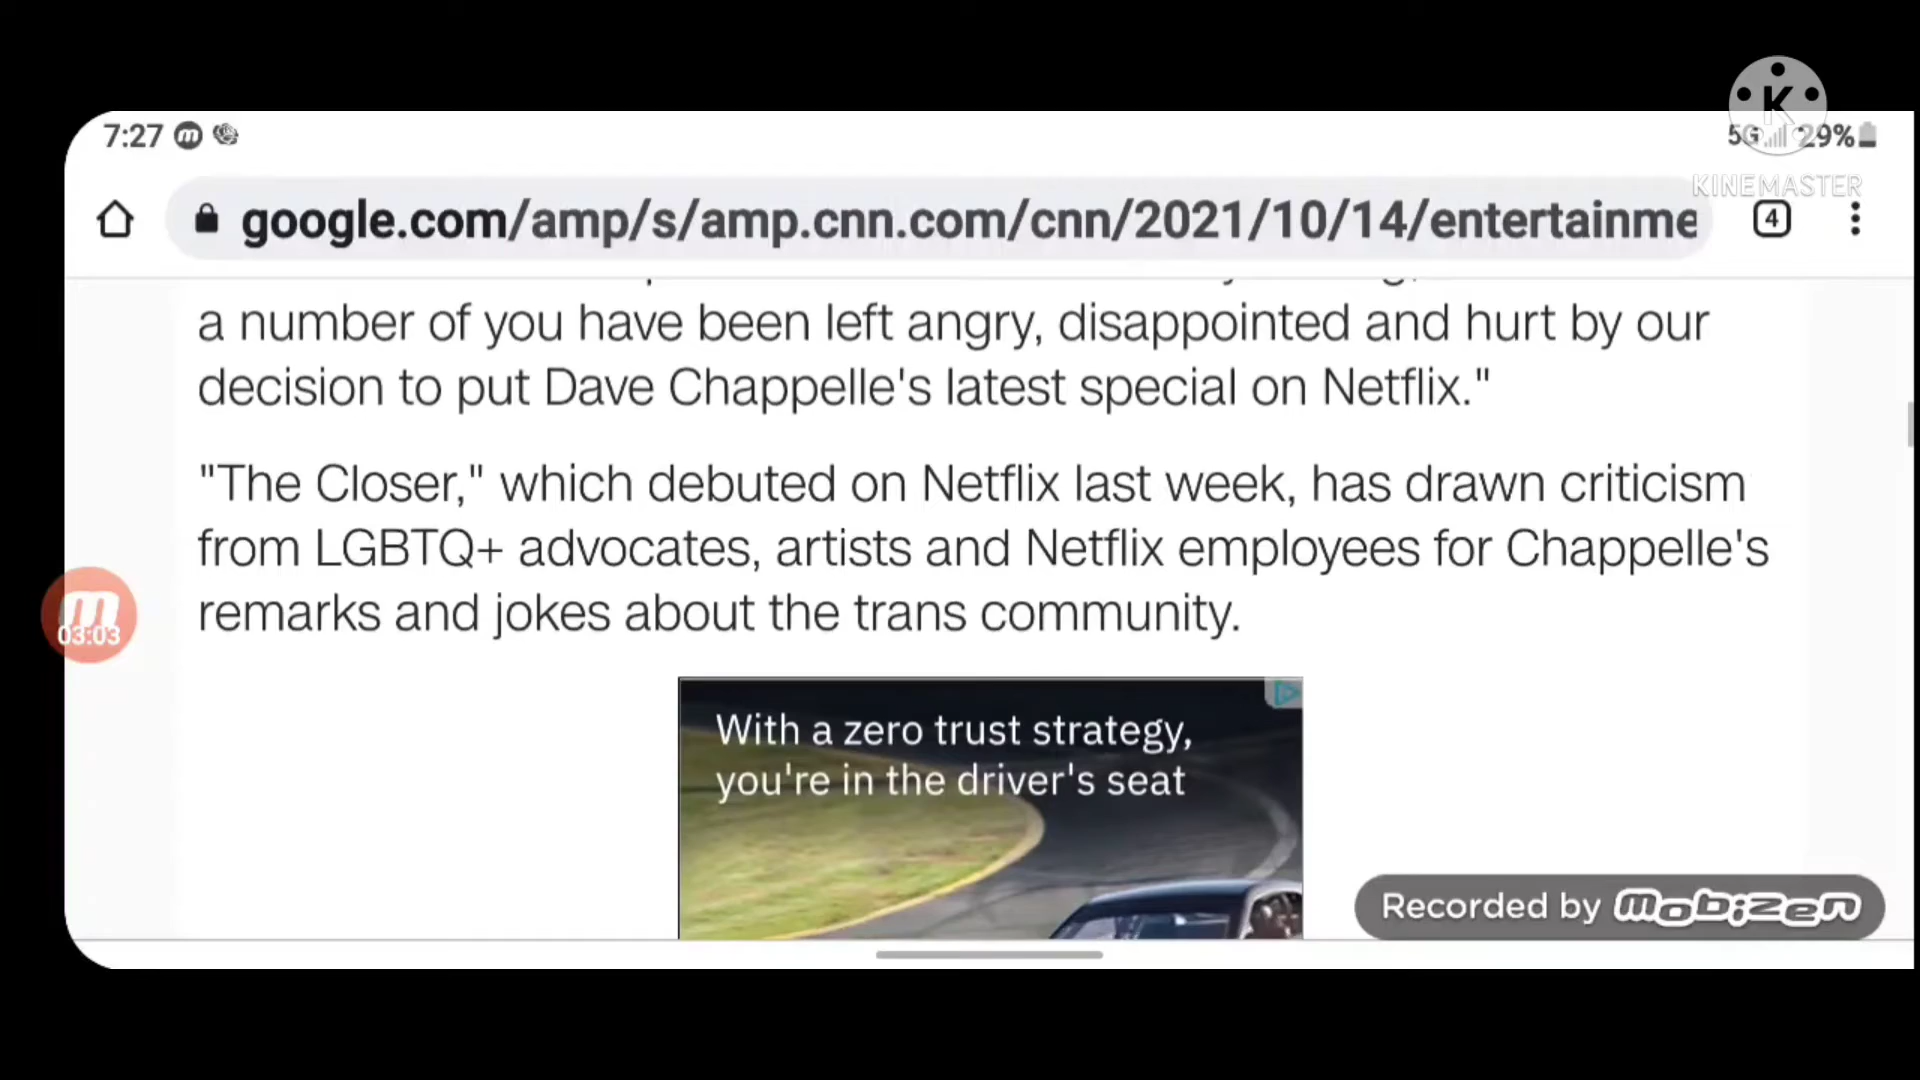 7:27
5G 29%
KINEMASTER
google.com/amp/s/amp.cnn.com/cnn/2021/10/14/entertainme
4
a number of you have been left angry, disappointed and hurt by our
decision to put Dave Chappelle's latest special on Netflix."
"The Closer," which debuted on Netflix last week, has drawn criticism
from LGBTQ+ advocates, artists and Netflix employees for Chappelle's
remarks and jokes about the trans community.
03:03
With a zero trust strategy,
you're in the driver's seat
Recorded by mobizen